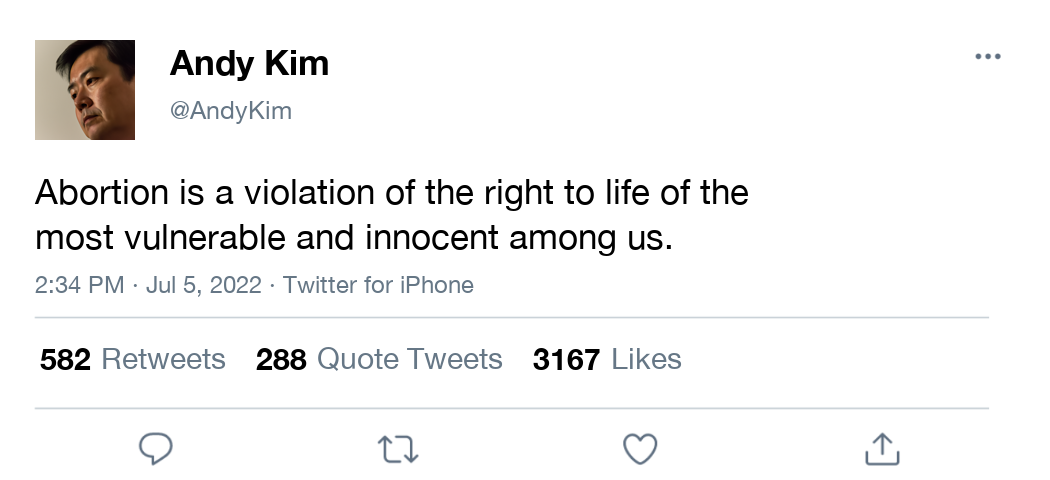 Andy Kim
@AndyKim
Abortion is a violation of the right to life of the
most vulnerable and innocent among us.
2:34 PM · Jul 5, 2022 · Twitter for iPhone
582 Retweets 288 Quote Tweets 3167 Likes